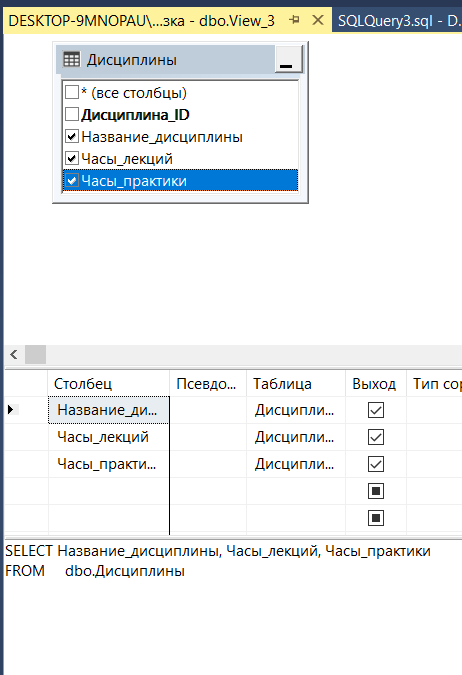 DESKTOP-9MNOPAU\...зка - dbo.View_3 SQLQuery3.sql - D.
Дисциплины
* (все столбцы)
Дисциплина_ID
Название_дисциплины
Часы_лекций
Часы_практики
Столбец Псевдо... Таблица Выход Тип сор
Название_ди... Дисципли...
Часы_лекций Дисципли...
Часы_практи... Дисципли...
SELECT Название_дисциплины, Часы_лекций, Часы_практики
FROM dbo.Дисциплины